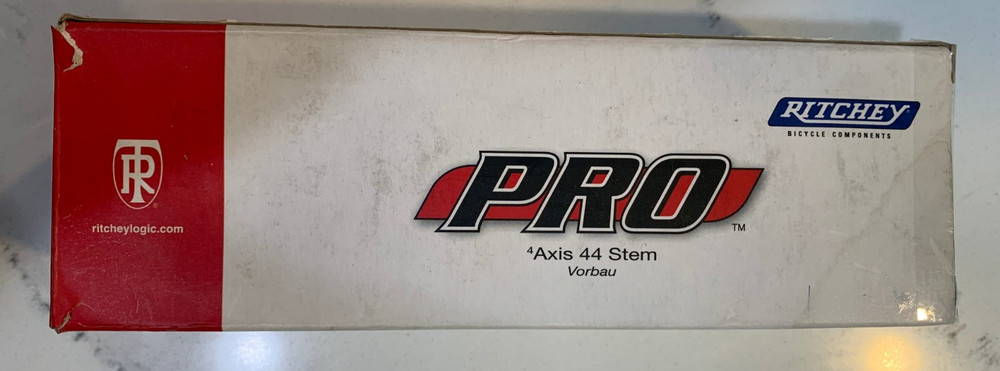 TR
ritcheylogic.com
RITCHEY
BICYCLE COMPONENTS
PRO™
⁴Axis 44 Stem
Vorbau